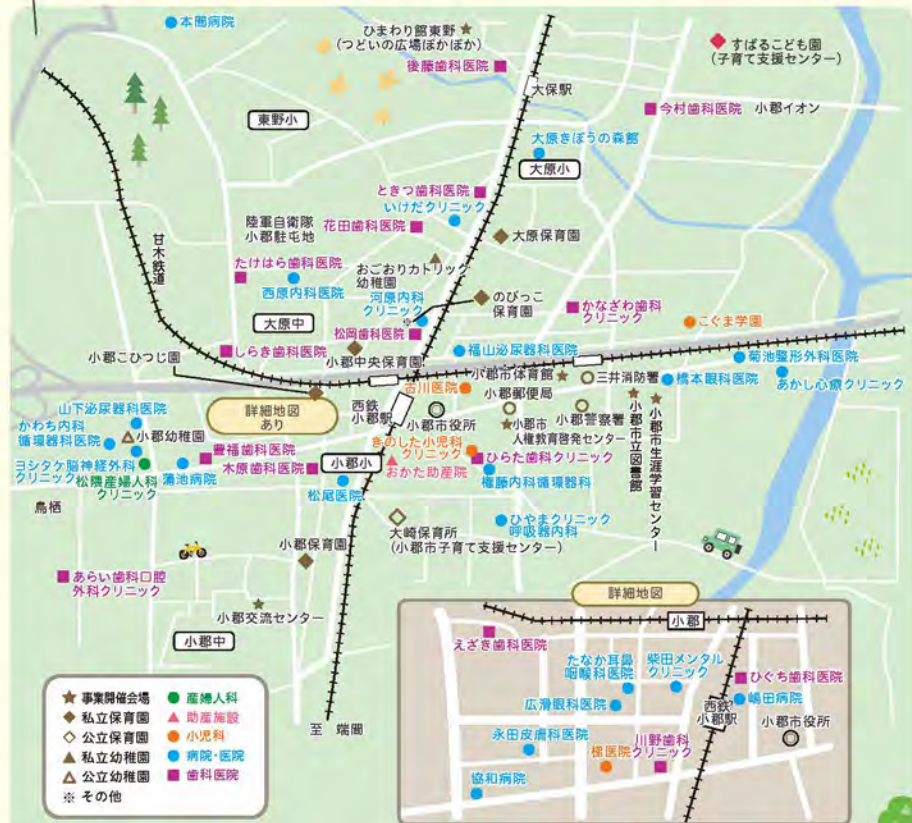 本間病院
ひまわり館東野
(つどいの広場ぽかぽか)
後藤歯科医院
すばるこども園
(子育て支援センター)
大保駅
今村歯科医院
小郡イオン
東野小
大原きぼうの森館
大原小
ときつ歯科医院
いけだクリニック
陸軍自衛隊
小郡駐屯地
花田歯科医院
大原保育園
甘木鉄道
たけはら歯科医院
西原内科医院
おごおりカトリック
幼稚園
河原内科
クリニック
※
のびっこ
保育園
かなざわ歯科
クリニック
こぐま学園
大原中
松岡歯科医院
小郡こひつじ園
しらき歯科医院
小郡中央保育園
福山泌尿器科医院
菊池整形外科医院
小郡市体育館
三井消防署
橋本眼科医院
あかし心療クリニック
古川医院
小郡郵便局
詳細地図
あり
西鉄
小郡駅
小郡市役所
小郡市
人権教育啓発センター
小郡警察署
小郡市立図書館
小郡市生涯学習センター
山下泌尿器科医院
かわち内科
循環器科医院
小郡幼稚園
豊福歯科医院
きのした小児科
クリニック
ひらた歯科クリニック
ヨシタケ脳神経外科
クリニック
松隈産婦人科
クリニック
湧池病院
木原歯科医院
小郡小
おかた助産院
権藤内科循環器科
松尾医院
鳥栖
大崎保育所
(小郡市子育て支援センター)
ひやまクリニック
呼吸器内科
小郡保育園
あらい歯科口腔
外科クリニック
小郡交流センター
小郡中
至 端間
詳細地図
小郡
えざき歯科医院
たなか耳鼻
咽喉科医院
柴田メンタル
クリニック
ひぐち歯科医院
広滑眼科医院
西鉄
小郡駅
嶋田病院
小郡市役所
永田皮膚科医院
梯医院
川野歯科
クリニック
協和病院
事業開催会場
産婦人科
私立保育園
助産施設
公立保育園
小児科
私立幼稚園
病院・医院
公立幼稚園
歯科医院
※ その他